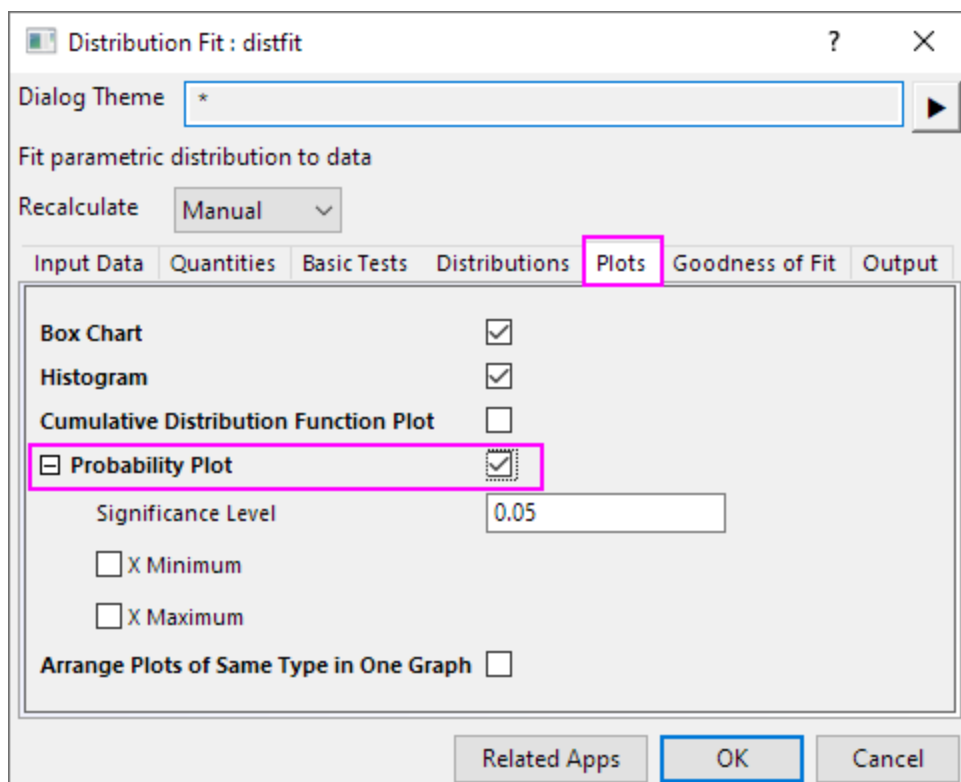 Distribution Fit : distfit ?
Dialog Theme *
Fit parametric distribution to data
Recalculate Manual
Input Data Quantities Basic Tests Distributions Plots Goodness of Fit Output
Box Chart
Histogram
Cumulative Distribution Function Plot
Probability Plot
Significance Level 0.05
X Minimum
X Maximum
Arrange Plots of Same Type in One Graph
Related Apps OK Cancel